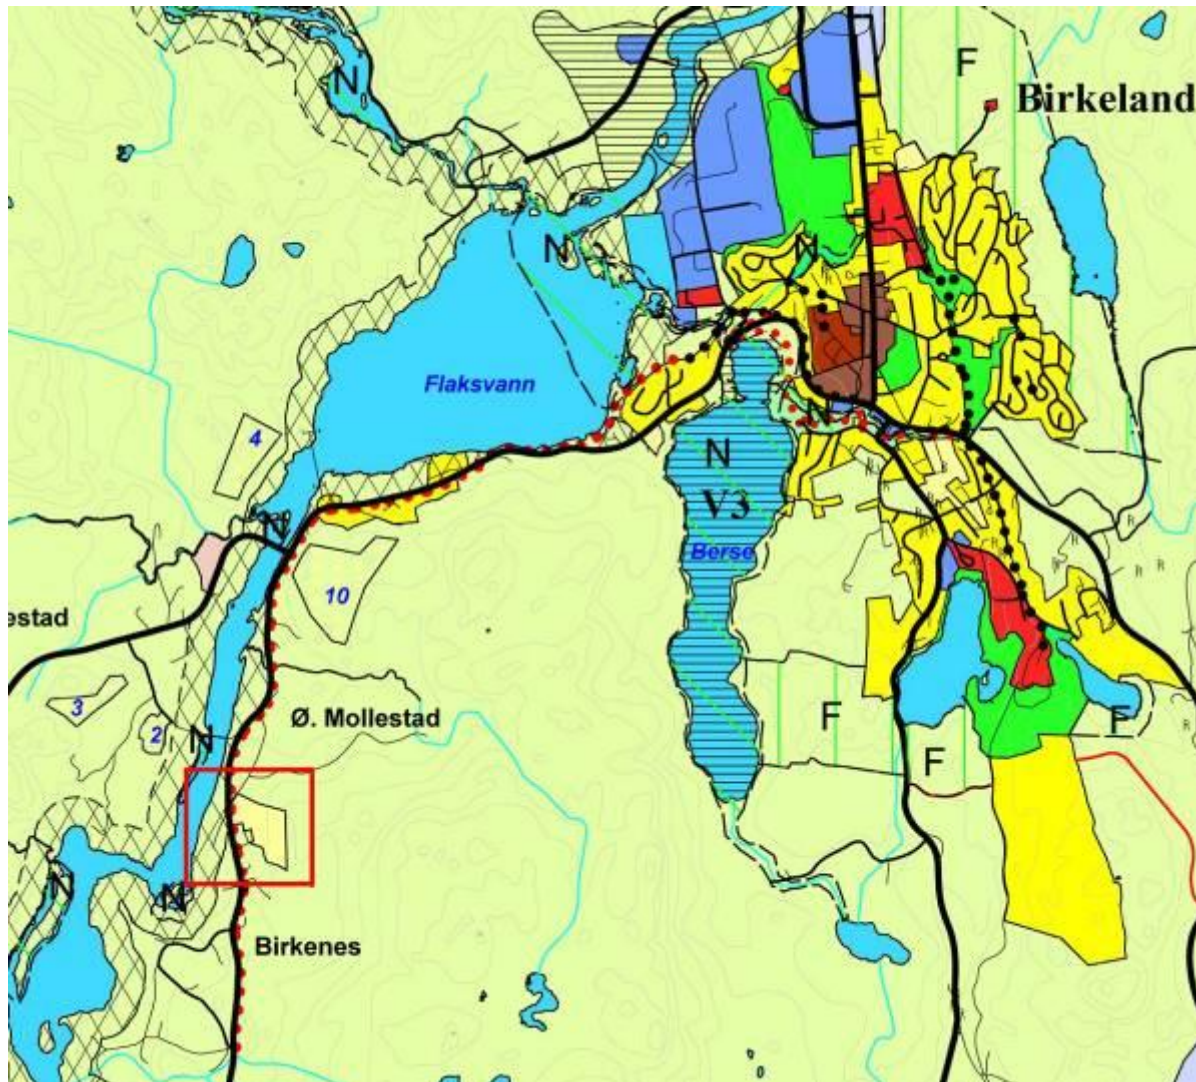 F
Birkeland
N
N
N
Flaksvann
4
N
N
V3
N
Berse
10
estad
3
2
N
Ø. Mollestad
F
F
F
N
N
Birkenes